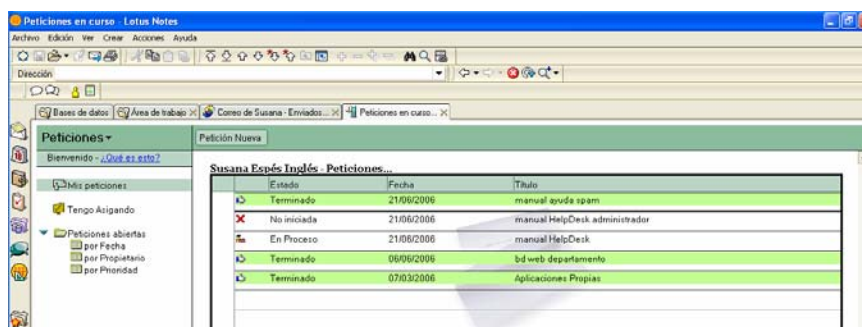 Peticiones en curso - Lotus Notes
Archivo Edición Ver Crear Acciones Ayuda
Dirección
Bases de datos Área de trabajo Correo de Susana - Enviados... Peticiones en curso...
Peticiones Petición Nueva
Bienvenido - ¿Qué es esto?
Susana Espés Inglés - Peticiones...
Mis peticiones
Tengo Asigando
Peticiones abiertas
por Fecha
por Propietario
por Prioridad
Estado Fecha Título
Terminado 21/06/2006 manual ayuda spam
No iniciada 21/06/2006 manual HelpDesk administrador
En Proceso 21/06/2006 manual HelpDesk
Terminado 06/06/2006 bd web departamento
Terminado 07/03/2006 Aplicaciones Propias